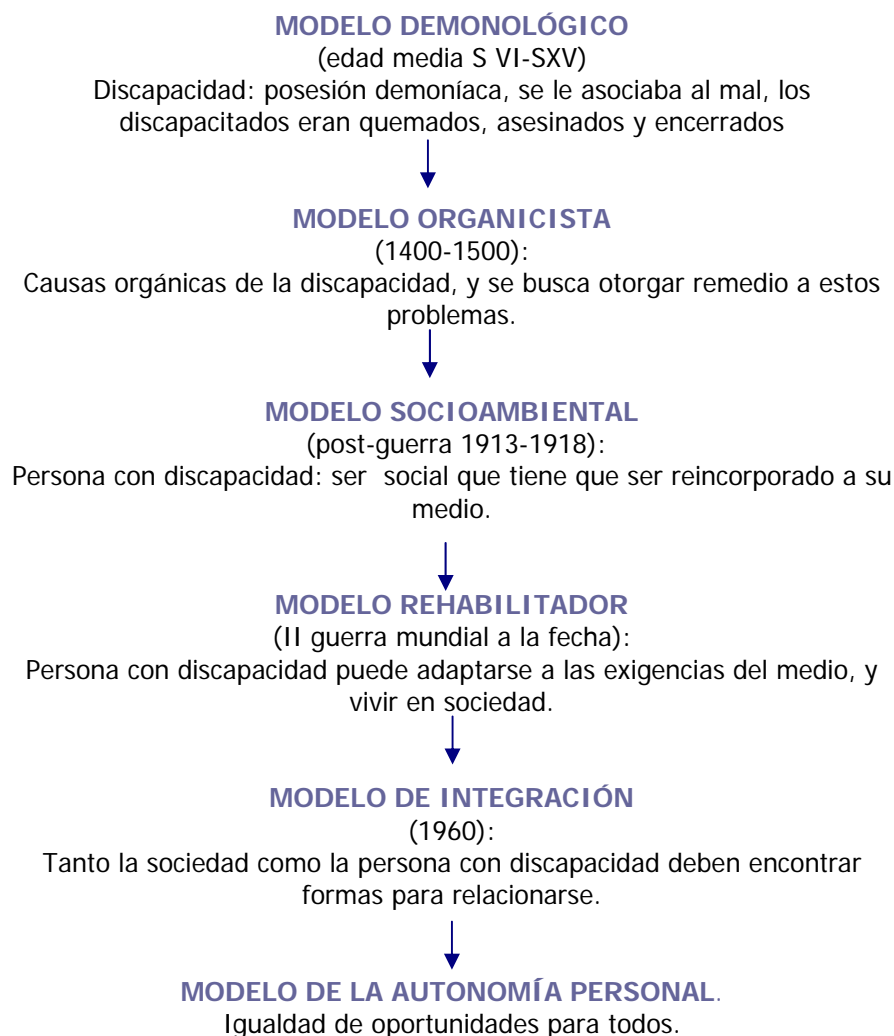 MODELO DEMONOLÓGICO
(edad media S VI-SXV)
Discapacidad: posesión demoníaca, se le asociaba al mal, los
discapacitados eran quemados, asesinados y encerrados
MODELO ORGANICISTA
(1400-1500):
Causas orgánicas de la discapacidad, y se busca otorgar remedio a estos
problemas.
MODELO SOCIOAMBIENTAL
(post-guerra 1913-1918):
Persona con discapacidad: ser social que tiene que ser reincorporado a su
medio.
MODELO REHABILITADOR
(II guerra mundial a la fecha):
Persona con discapacidad puede adaptarse a las exigencias del medio, y
vivir en sociedad.
MODELO DE INTEGRACIÓN
(1960):
Tanto la sociedad como la persona con discapacidad deben encontrar
formas para relacionarse.
MODELO DE LA AUTONOMÍA PERSONAL.
Igualdad de oportunidades para todos.